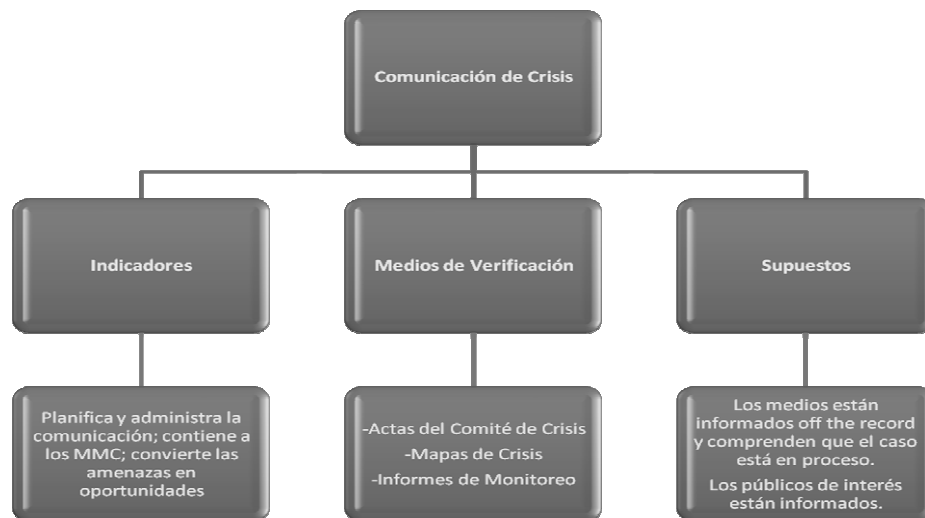 Comunicación de Crisis
Indicadores
Medios de Verificación
Supuestos
Planifica y administra la
comunicación; contiene a
los MMC; convierte las
amenazas en
oportunidades
-Actas del Comité de Crisis
-Mapas de Crisis
-Informes de Monitoreo
Los medios están
informados off the record
y comprenden que el caso
está en proceso.
Los públicos de interés
están informados.